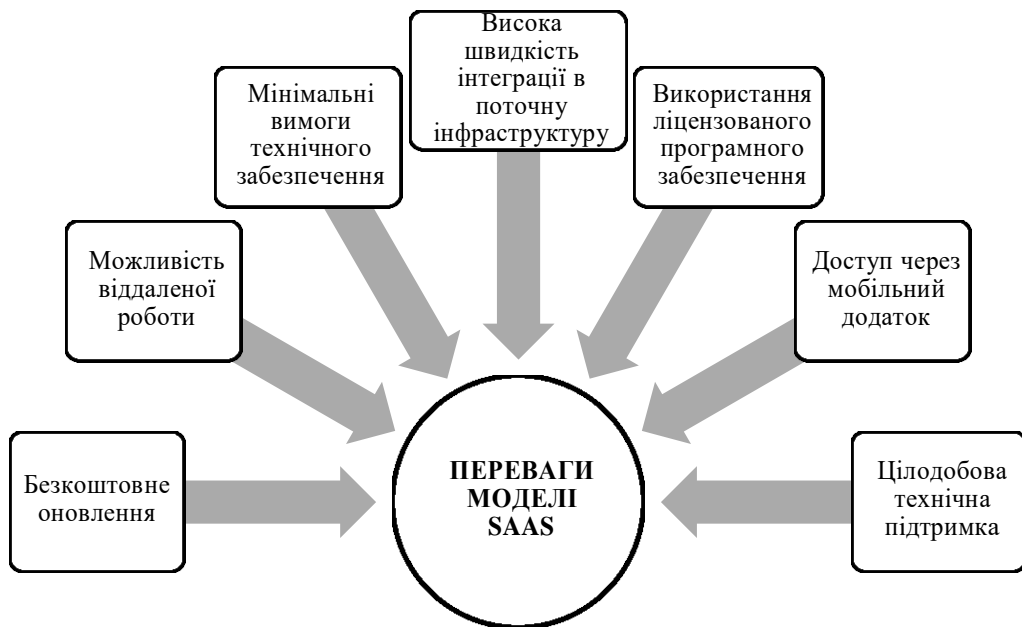 Висока
швидкість
інтеграції в
поточну
інфраструктуру
Мінімальні
вимоги
технічного
забезпечення
Використання
ліцензованого
програмного
забезпечення
Можливість
віддаленої
роботи
Доступ через
мобільний
додаток
Безкоштовне
оновлення
ПЕРЕВАГИ
МОДЕЛІ
SAAS
Цілодобова
технічна
підтримка